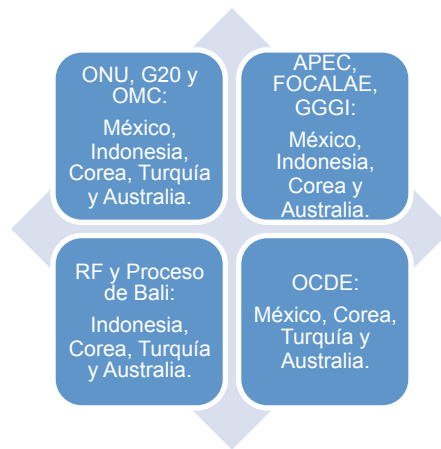 ONU, G20 y
OMC:
México,
Indonesia,
Corea, Turquía
y Australia.
APEC,
FOCALAE,
GGGI:
México,
Indonesia,
Corea y
Australia.
RF y Proceso
de Bali:
Indonesia,
Corea, Turquía
y Australia.
OCDE:
México, Corea,
Turquía y
Australia.